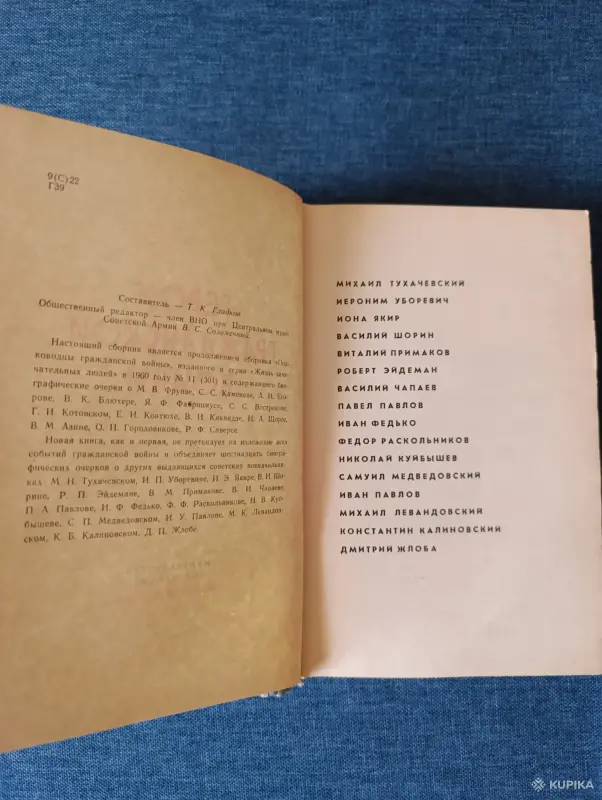 9(С)22
Г39
Составитель — Т. К. Гладков
Общественный редактор — член ВНО при Центральном музее
Советской Армии В. С. Соложенный
Настоящий сборник является продолжением сборника «Пол-
ководцы гражданской войны», изданного в серии «Жизнь заме-
чательных людей» в 1960 году № 11 (301) и содержавшего био-
графические очерки о М. В. Фрунзе, С. С. Каменеве, А. И. Его-
рове, В. К. Блюхере, Я. Ф. Фабрициусе, С. С. Вострецове,
Г. И. Котовском, Е. И. Ковтюхе, В. И. Киквидзе, Н. А. Щорсе,
В. М. Азине, О. И. Городовикове, Р. Ф. Сиверсе.
Новая книга, как и первая, не претендует на изложение всех
событий гражданской войны и объединяет шестнадцать биогра-
фических очерков о других выдающихся советских военачальни-
ках: М. Н. Тухачевском, И. П. Уборевиче, И. Э. Якире, В. И. Шо-
рине, Р. П. Эйдемане, В. М. Примакове, В. И. Чапаеве,
П. А. Павлове, И. Ф. Федько, Ф. Ф. Раскольникове, Н. В. Куй-
бышеве, С. П. Медведовском, И. У. Павлове, М. К. Левандов-
ском, К. Б. Калиновском, Д. П. Жлобе.
МИХАИЛ ТУХАЧЕВСКИЙ
ИЕРОНИМ УБОРЕВИЧ
ИОНА ЯКИР
ВАСИЛИЙ ШОРИН
ВИТАЛИЙ ПРИМАКОВ
РОБЕРТ ЭЙДЕМАН
ВАСИЛИЙ ЧАПАЕВ
ПАВЕЛ ПАВЛОВ
ИВАН ФЕДЬКО
ФЕДОР РАСКОЛЬНИКОВ
НИКОЛАЙ КУЙБЫШЕВ
САМУИЛ МЕДВЕДОВСКИЙ
ИВАН ПАВЛОВ
МИХАИЛ ЛЕВАНДОВСКИЙ
КОНСТАНТИН КАЛИНОВСКИЙ
ДМИТРИЙ ЖЛОБА
KUPIKA